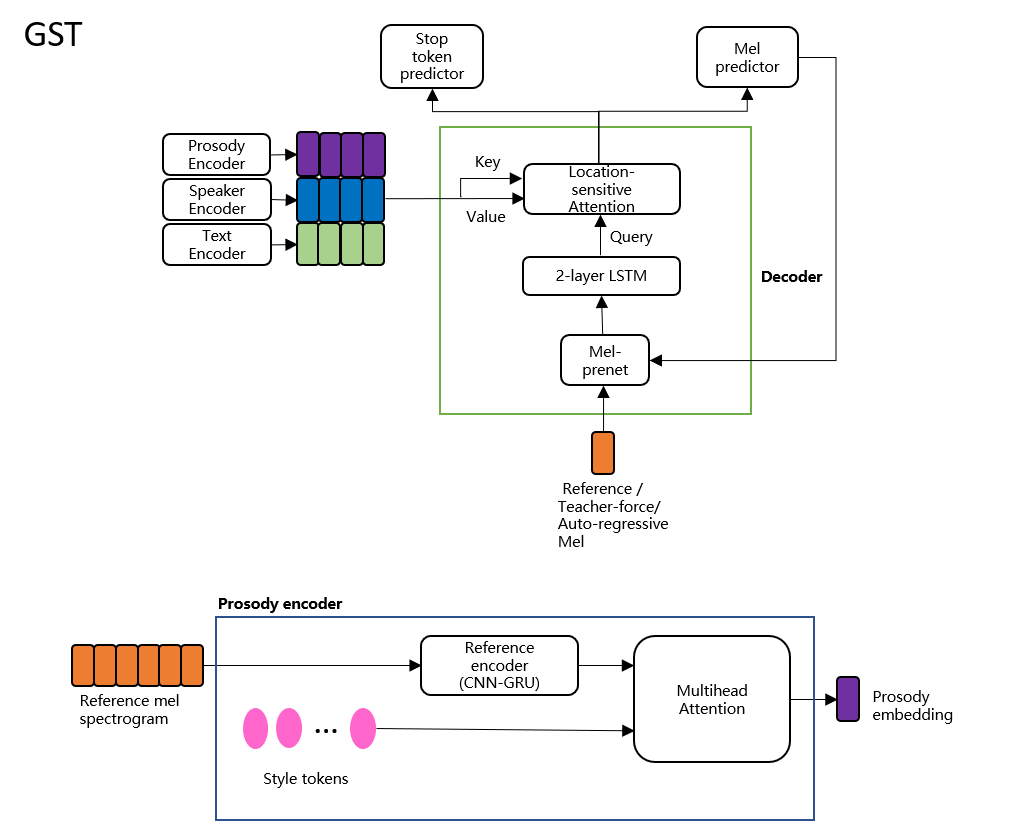 GST
Stop
token
predictor
Mel
predictor
Prosody
Encoder
Speaker
Encoder
Text
Encoder
Key
Value
Location-
sensitive
Attention
Query
2-layer LSTM
Decoder
Mel-
prenet
Reference /
Teacher-force/
Auto-regressive
Mel
Prosody encoder
Reference
encoder
(CNN-GRU)
Multihead
Attention
Reference mel
spectrogram
Prosody
embedding
...
Style tokens